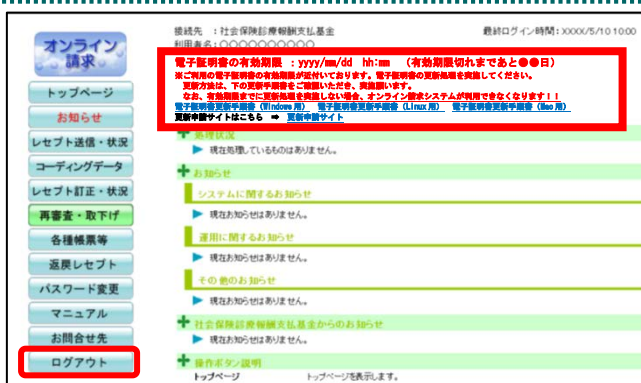 オンライン
請求
トップページ
お知らせ
レセプト送信・状況
コーディングデータ
レセプト訂正・状況
再審査・取下げ
各種帳票等
返戻レセプト
パスワード変更
マニュアル
お問合せ先
ログアウト
接続先 ：社会保険診療報酬支払基金
最終ログイン時間：XXXX/5/10 10:00
利用者名：○○○○○○○○○○
電子証明書の有効期限 ：yyyy/mm/dd hh:mm （有効期限切れまであと●●日）
※ご利用の電子証明書の有効期限が近付いております。電子証明書の更新処理を実施してください。
更新方法は、下の更新手順書をご確認いただき、実施願います。
なお、有効期限までに更新処理を実施しない場合、オンライン請求システムが利用できなくなります！！
電子証明書更新手順書（Windows 用） 電子証明書更新手順書（Linux 用） 電子証明書更新手順書（Mac 用）
更新申請サイトはこちら ⇒ 更新申請サイト
処理状況
現在処理しているものはありません。
お知らせ
システムに関するお知らせ
現在お知らせはありません。
運用に関するお知らせ
現在お知らせはありません。
その他のお知らせ
現在お知らせはありません。
社会保険診療報酬支払基金からのお知らせ
現在お知らせはありません。
操作ボタン説明
トップページ トップページを表示します。